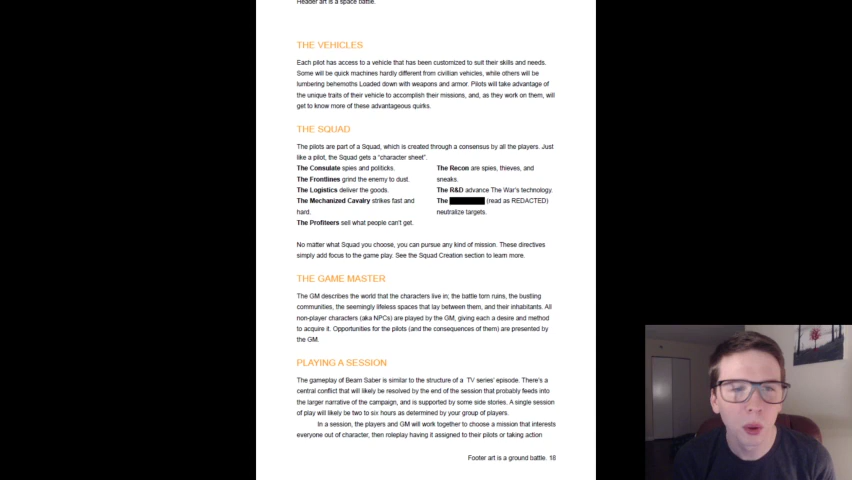 Header art is a space battle.
THE VEHICLES
Each pilot has access to a vehicle that has been customized to suit their skills and needs.
Some will be quick machines hardly different from civillian vehicles, while others will be
lumbering behemoths Loaded down with weapons and armor. Pilots will take advantage of
the unique traits of their vehicle to accomplish their missions, and, as they work on them, will
get to know more of these advantageous quirks.
THE SQUAD
The pilots are part of a Squad, which is created through a consensus by all the players. Just
like a pilot, the Squad gets a "character sheet".
The Consulate spies and politicks.
The Frontlines grind the enemy to dust.
The Logistics deliver the goods.
The Mechanized Cavalry strikes fast and
hard.
The Profiteers sell what people can't get.
The Recon are spies, thieves, and
sneaks.
The R&D advance The War's technology.
The (read as REDACTED)
neutralize targets.
No matter what Squad you choose, you can pursue any kind of mission. These directives
simply add focus to the game play. See the Squad Creation section to learn more.
THE GAME MASTER
The GM describes the world that the characters live in; the battle torn ruins, the bustling
communities, the seemingly lifeless spaces that lay between them, and their inhabitants. All
non-player characters (aka NPCs) are played by the GM, giving each a desire and method
to acquire it. Opportunities for the pilots (and the consequences of them) are presented by
the GM.
PLAYING A SESSION
The gameplay of Beam Saber is similar to the structure of a TV series' episode. There's a
central conflict that will likely be resolved by the end of the session that probably feeds into
the larger narrative of the campaign, and is supported by some side stories. A single session
of play will likely be two to six hours as determined by your group of players.
In a session, the players and GM will work together to choose a mission that interests
everyone out of character, then roleplay having it assigned to their pilots or taking action
Footer art is a ground battle. 18